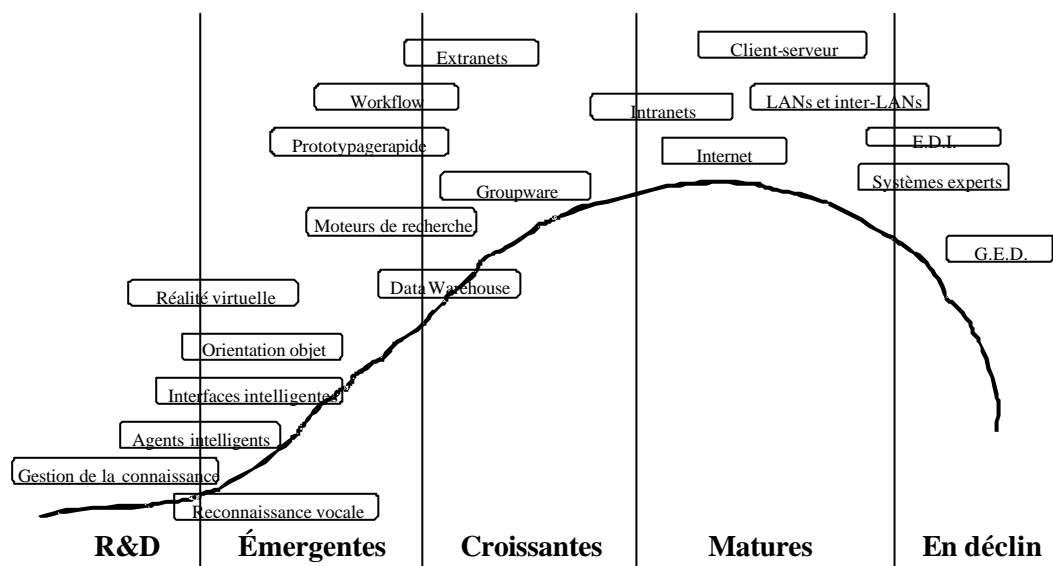 Client-serveur
Extranets
Workflow
LANs et inter-LANs
Intranets
Prototypagerapide
E.D.I.
Internet
Systèmes experts
Groupware
Moteurs de recherche
G.E.D.
Data Warehouse
Réalité virtuelle
Orientation objet
Interfaces intelligentes
Agents intelligents
Gestion de la connaissance
Reconnaissance vocale
R&D
Émergentes
Croissantes
Matures
En déclin